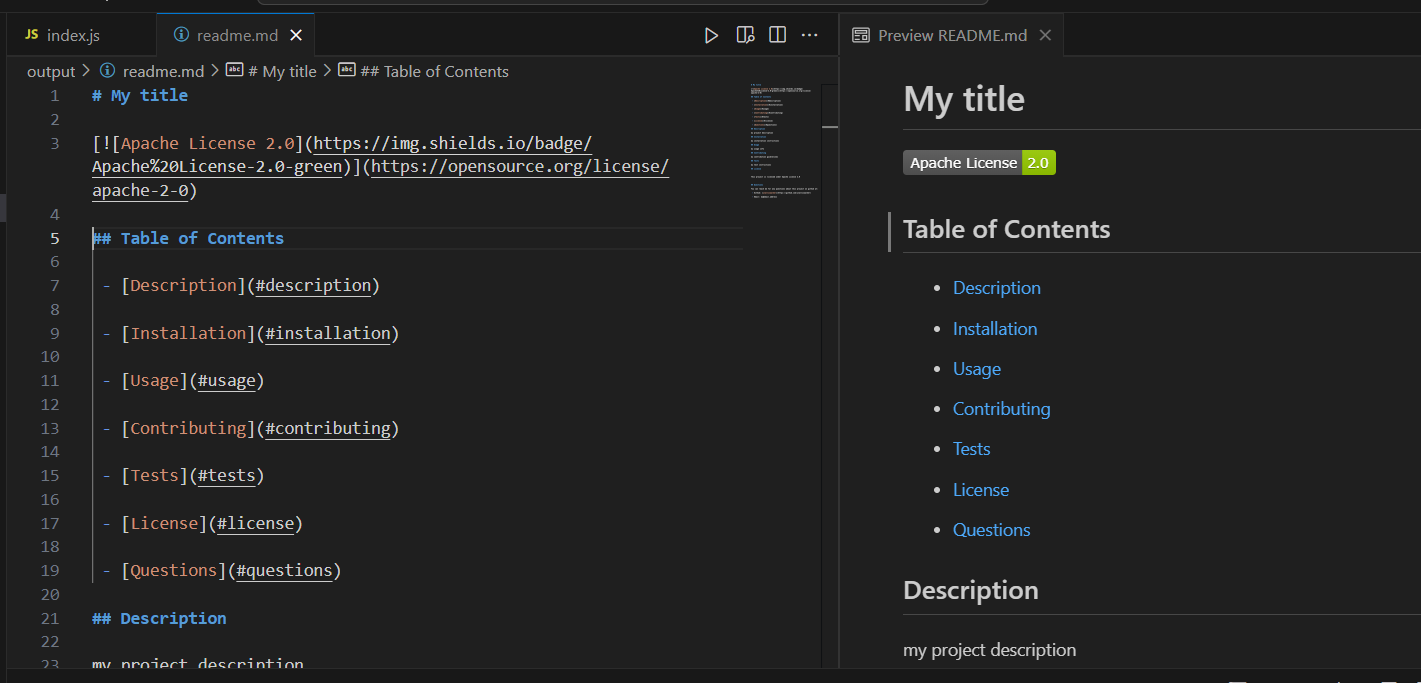 JS index.js
readme.md
Preview README.md
output > readme.md > # My title > ## Table of Contents
1 # My title
2
3 [![Apache License 2.0](https://img.shields.io/badge/
Apache%20License-2.0-green)](https://opensource.org/license/
apache-2-0)
4
5 ## Table of Contents
6
7 - [Description](#description)
8
9 - [Installation](#installation)
10
11 - [Usage](#usage)
12
13 - [Contributing](#contributing)
14
15 - [Tests](#tests)
16
17 - [License](#license)
18
19 - [Questions](#questions)
20
21 ## Description
22
23 my project description
My title
Apache License 2.0
Table of Contents
• Description
• Installation
• Usage
• Contributing
• Tests
• License
• Questions
Description
my project description